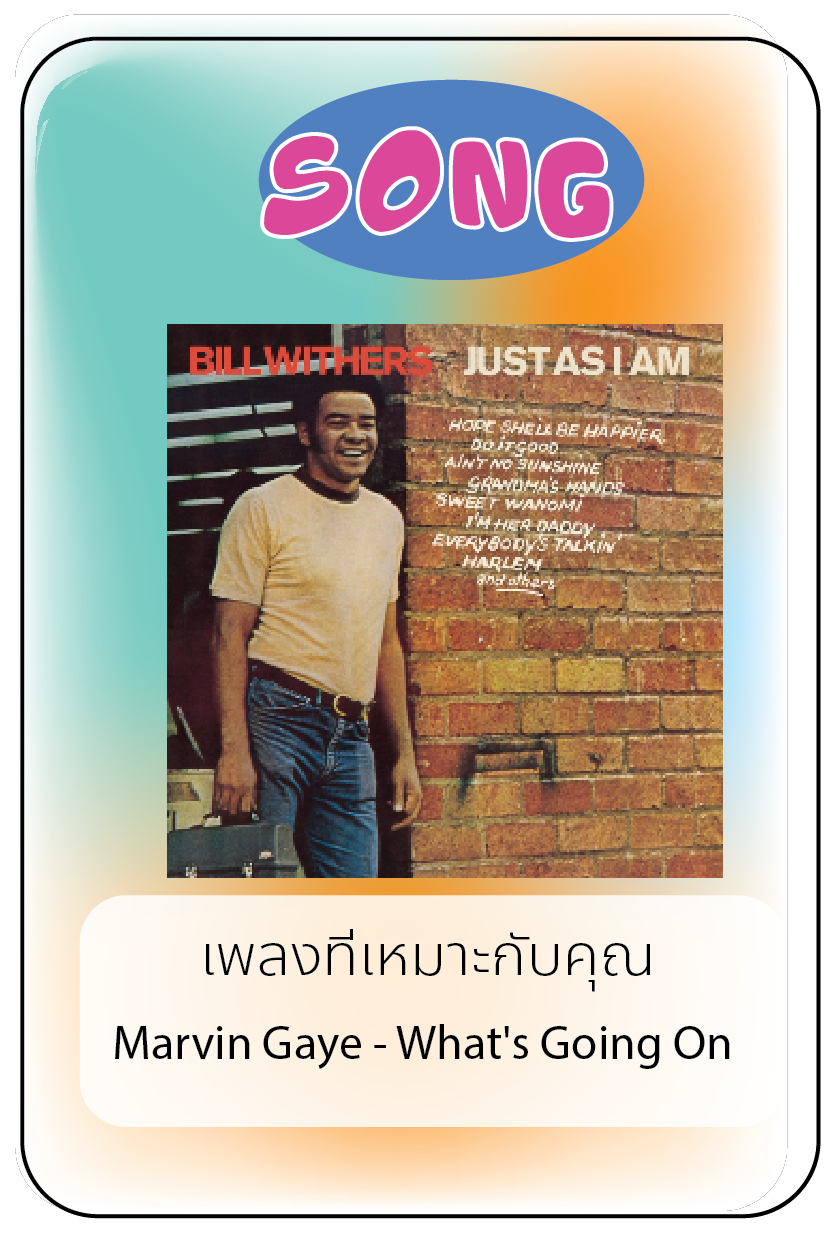 SONG
BILL WITHERS JUST AS I AM
HOPE SHE'LL BE HAPPIER
DO IT GOOD
AIN'T NO SUNSHINE
GRANDMA'S HANDS
SWEET WANOMI
I'M HER DADDY
EVERYBODY'S TALKIN'
HARLEM
and others
เพลงที่เหมาะกับคุณ
Marvin Gaye - What's Going On